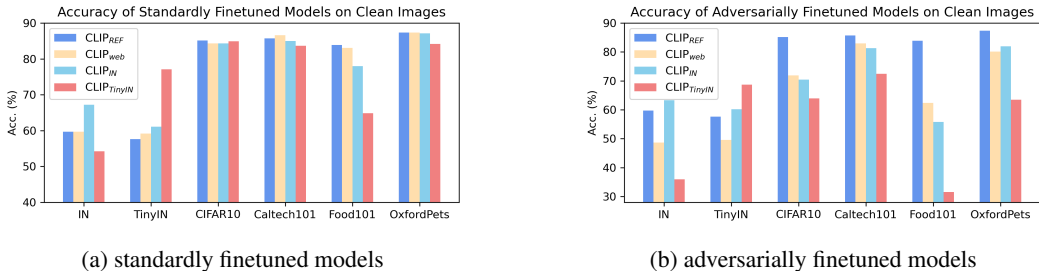 Accuracy of Standardly Finetuned Models on Clean Images
90
80
70
60
50
40
Acc. (%)
CLIP_REF
CLIP_web
CLIP_IN
CLIP_TinyIN
IN TinyIN CIFAR10 Caltech101 Food101 OxfordPets
(a) standardly finetuned models
Accuracy of Adversarially Finetuned Models on Clean Images
90
80
70
60
50
40
30
Acc. (%)
CLIP_REF
CLIP_web
CLIP_IN
CLIP_TinyIN
IN TinyIN CIFAR10 Caltech101 Food101 OxfordPets
(b) adversarially finetuned models